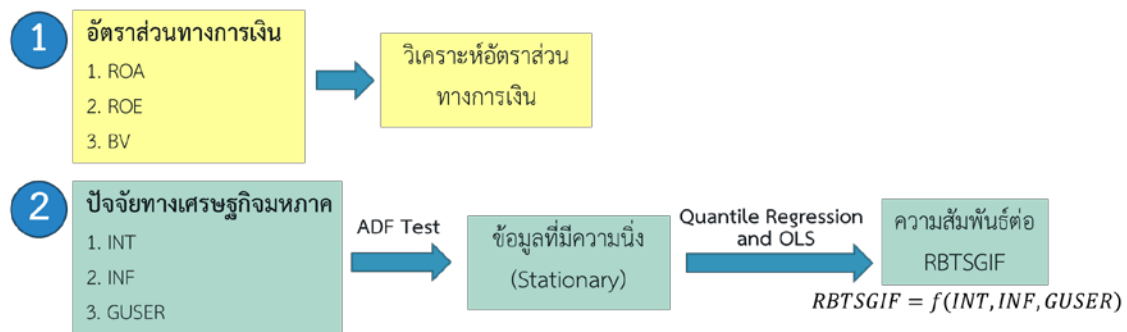 1
อัตราส่วนทางการเงิน
1. ROA
2. ROE
3. BV
วิเคราะห์อัตราส่วน
ทางการเงิน
2
ปัจจัยทางเศรษฐกิจมหภาค
1. INT
2. INF
3. GUSER
ADF Test
ข้อมูลที่มีความนิ่ง
(Stationary)
Quantile Regression
and OLS
ความสัมพันธ์ต่อ
RBTSGIF
RBTSGIF = f(INT, INF, GUSER)